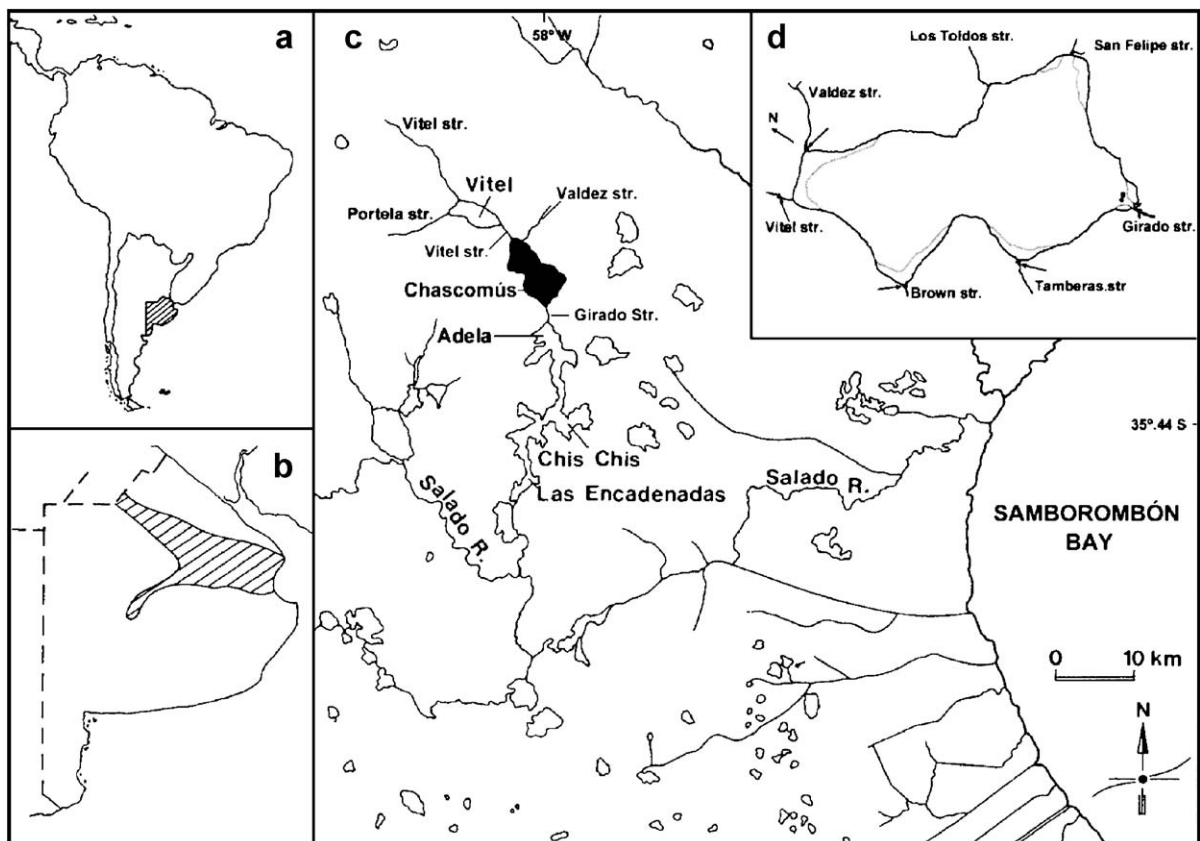 a
b
c
58° W
Vitel str.
Vitel
Valdez str.
Portela str.
Vitel str.
Chascomús
Girado Str.
Adela
Chis Chis
Las Encadenadas
Salado R.
Salado R.
35°.44 S
SAMBOROMBÓN
BAY
0 10 km
N
d
Los Toldos str.
San Felipe str.
Valdez str.
N
Vitel str.
Girado str.
Brown str.
Tamberas.str